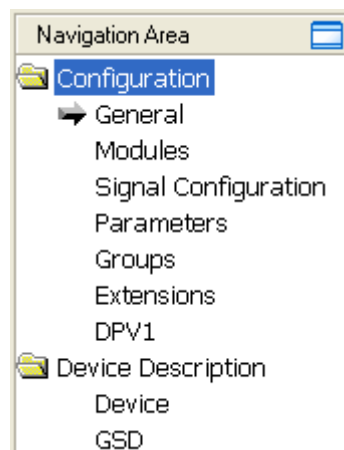 Navigation Area
Configuration
General
Modules
Signal Configuration
Parameters
Groups
Extensions
DPV1
Device Description
Device
GSD